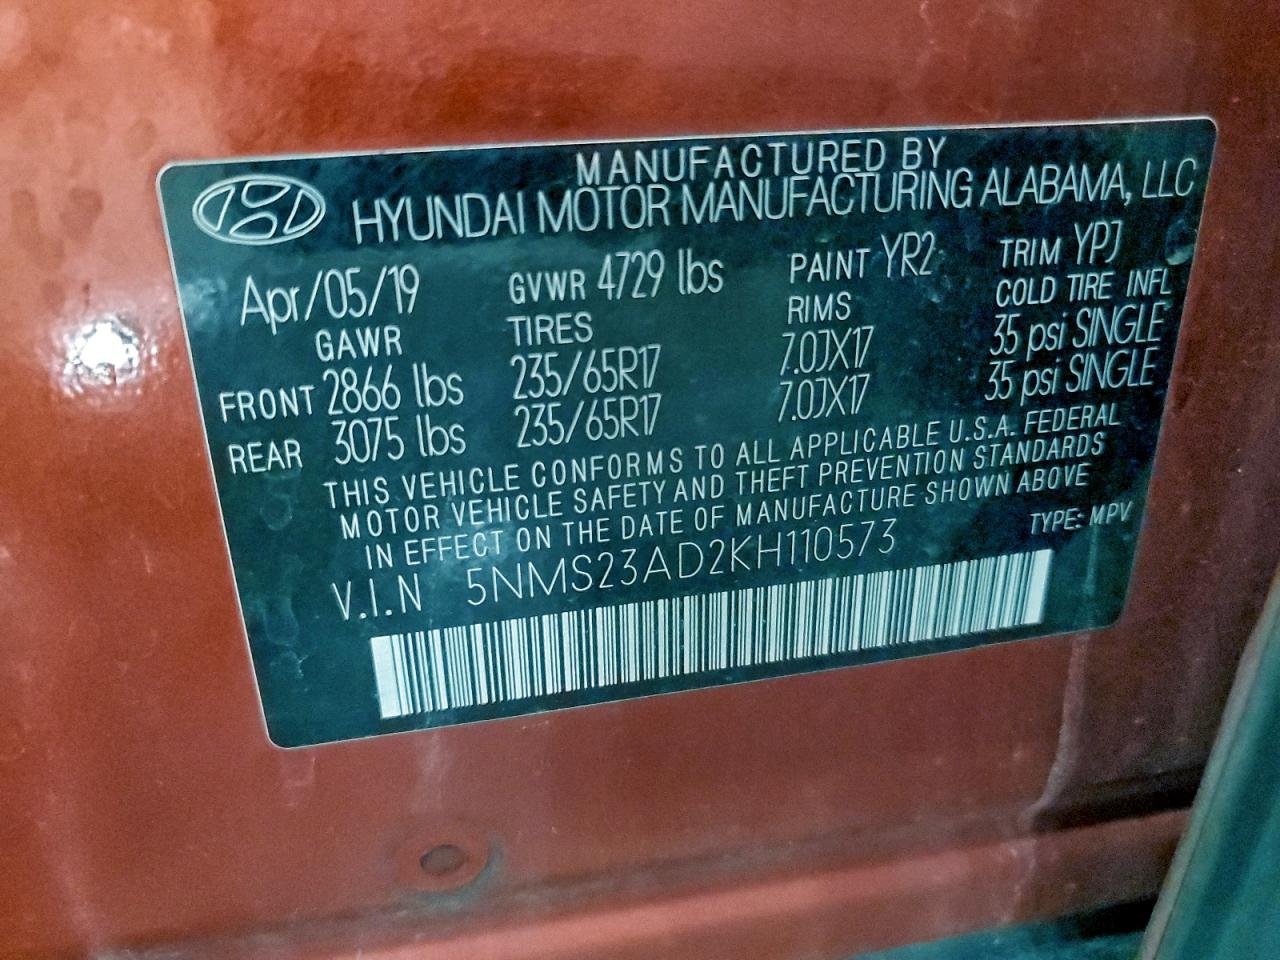 MANUFACTURED BY
HYUNDAI MOTOR MANUFACTURING ALABAMA, LLC
Apr/05/19 GVWR 4729 lbs PAINT YR2 TRIM YPJ
GAWR TIRES RIMS COLD TIRE INFL
FRONT 2866 lbs 235/65R17 7.0JX17 35 psi SINGLE
REAR 3075 lbs 235/65R17 7.0JX17 35 psi SINGLE
THIS VEHICLE CONFORMS TO ALL APPLICABLE U.S.A. FEDERAL
MOTOR VEHICLE SAFETY AND THEFT PREVENTION STANDARDS
IN EFFECT ON THE DATE OF MANUFACTURE SHOWN ABOVE
V.I.N 5NMS23AD2KH110573 TYPE: MPV